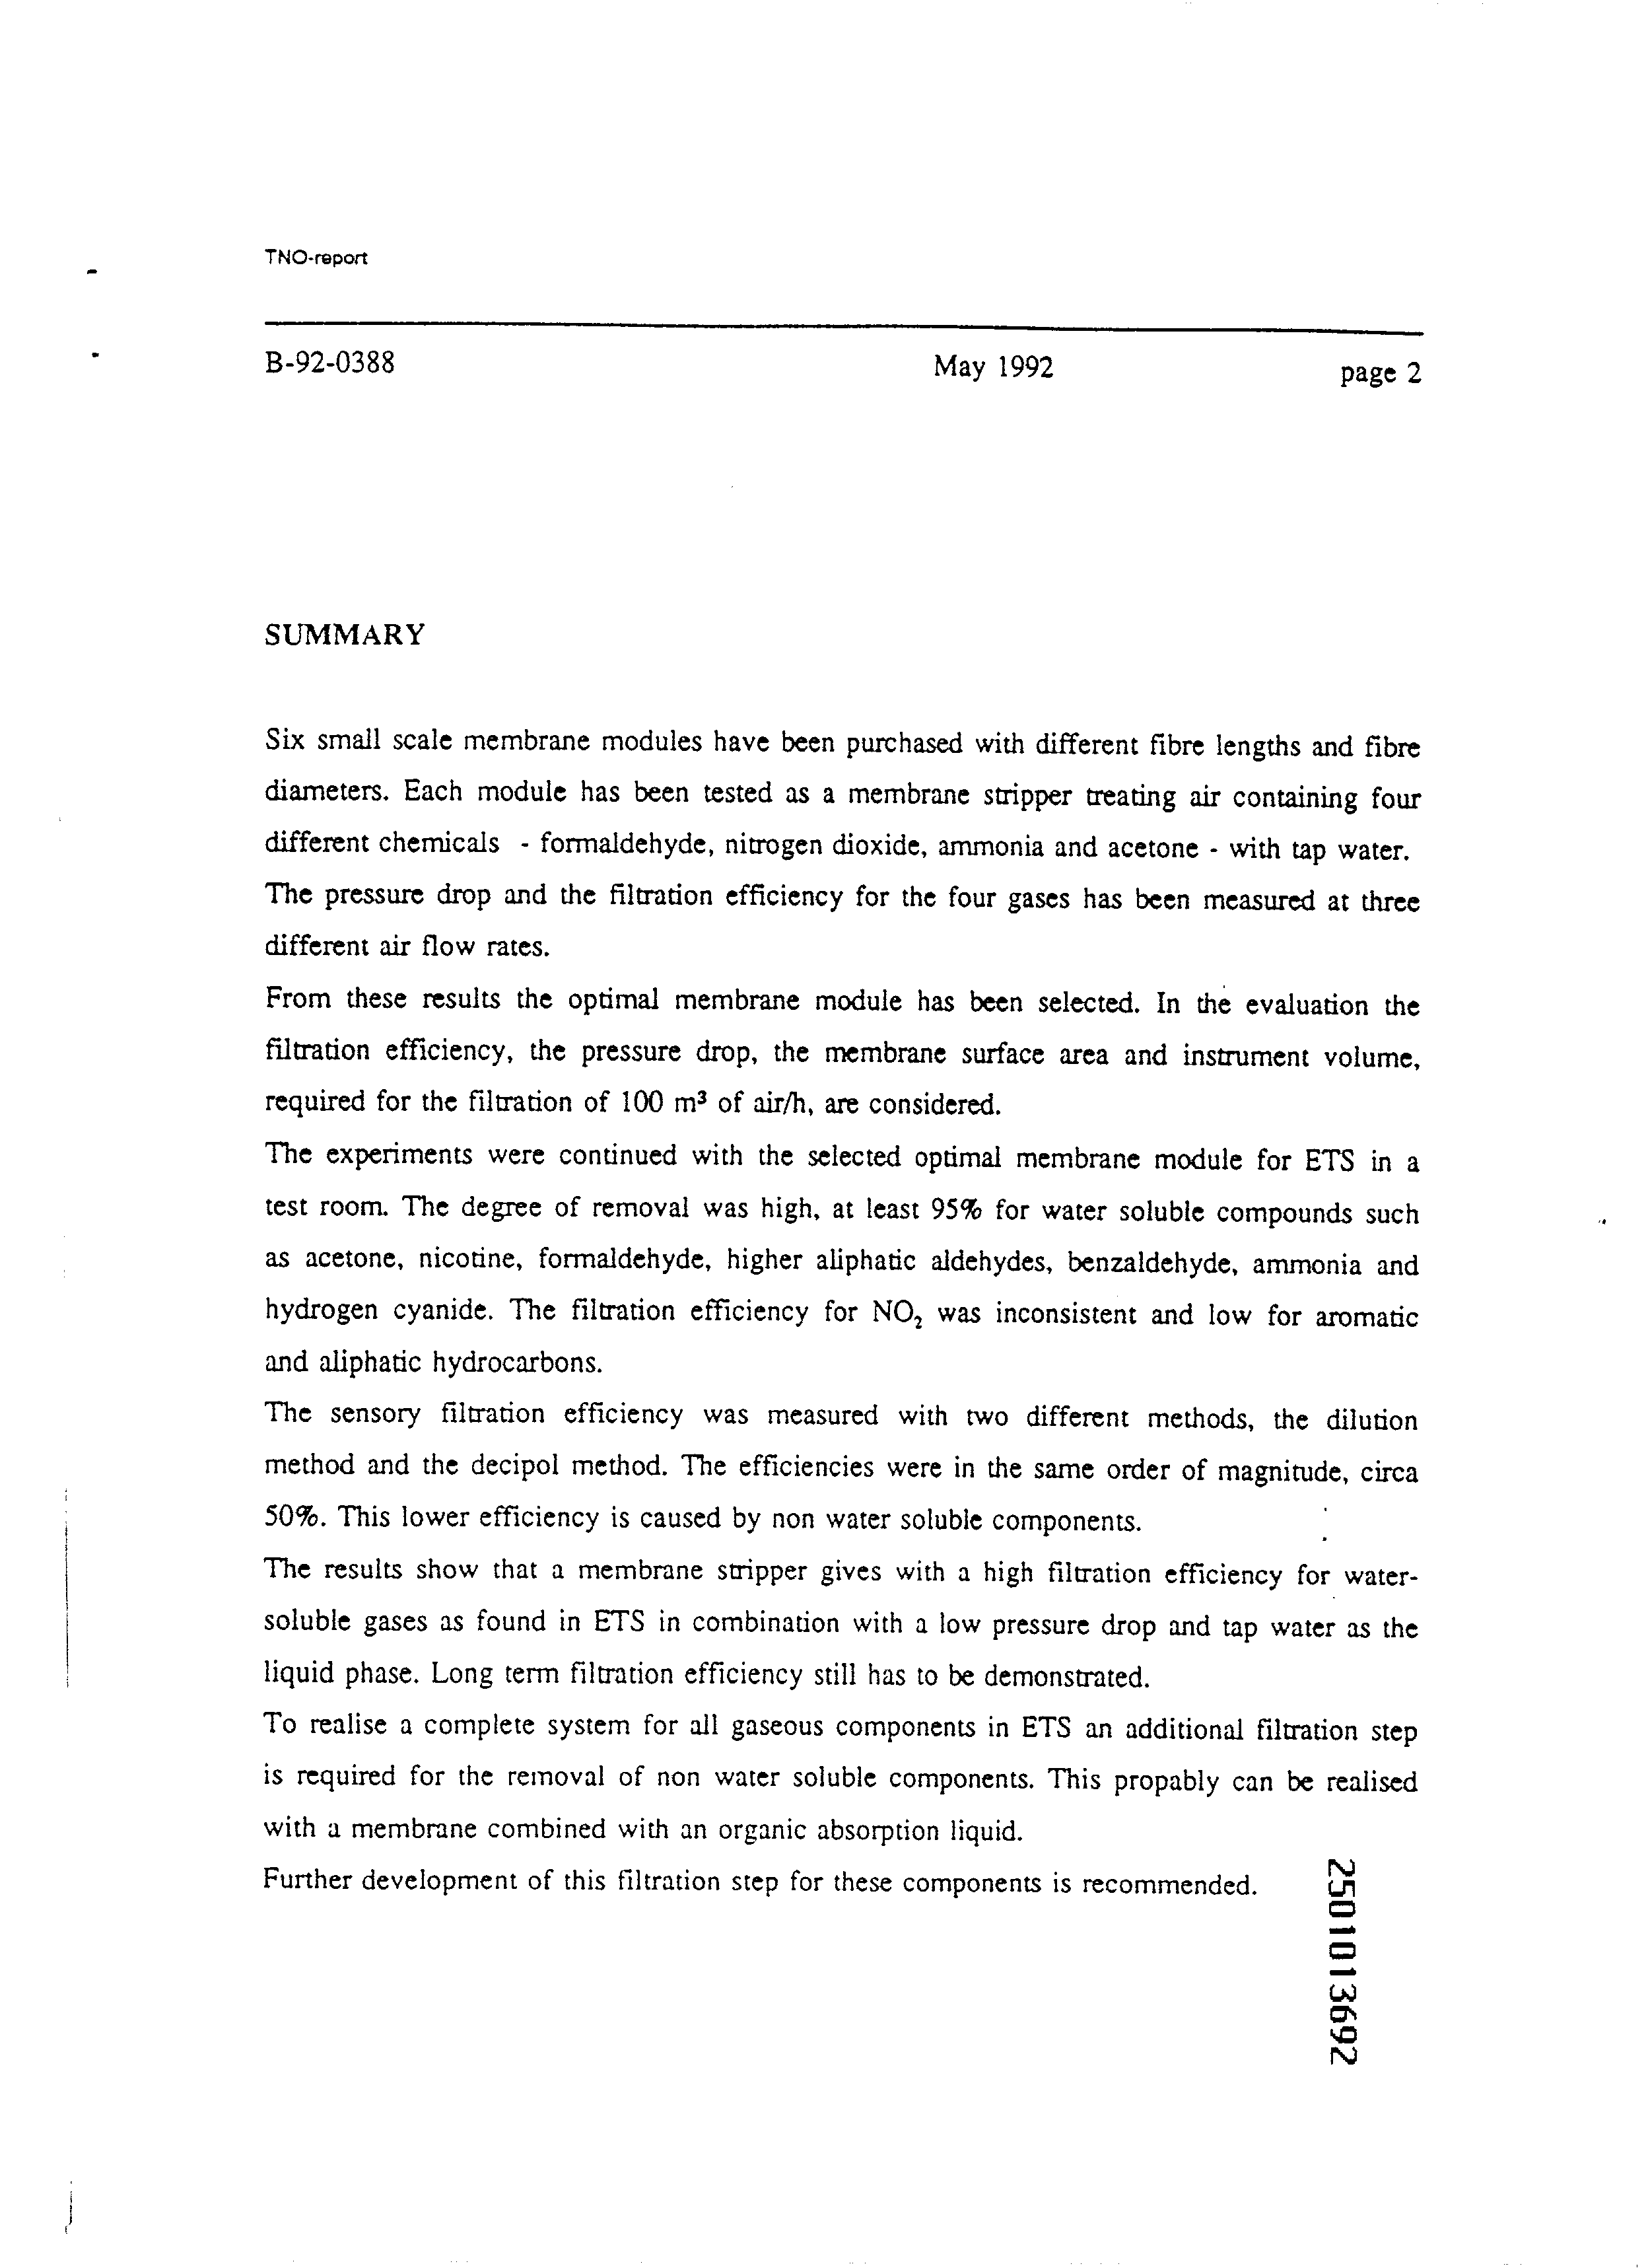 TNO-report
B-92-0388 May 1992 page 2
SUMMARY
Six small scale membrane modules have been purchased with different fibre lengths and fibre
diameters. Each module has been tested as a membrane stripper treating air containing four
different chemicals - formaldehyde, nitrogen dioxide, ammonia and acetone - with tap water.
The pressure drop and the filtration efficiency for the four gases has been measured at three
different air flow rates.
From these results the optimal membrane module has been selected. In the evaluation the
filtration efficiency, the pressure drop, the membrane surface area and instrument volume,
required for the filtration of 100 m³ of air/h, are considered.
The experiments were continued with the selected optimal membrane module for ETS in a
test room. The degree of removal was high, at least 95% for water soluble compounds such
as acetone, nicotine, formaldehyde, higher aliphatic aldehydes, benzaldehyde, ammonia and
hydrogen cyanide. The filtration efficiency for NO₂ was inconsistent and low for aromatic
and aliphatic hydrocarbons.
The sensory filtration efficiency was measured with two different methods, the dilution
method and the decipol method. The efficiencies were in the same order of magnitude, circa
50%. This lower efficiency is caused by non water soluble components.
The results show that a membrane stripper gives with a high filtration efficiency for water-
soluble gases as found in ETS in combination with a low pressure drop and tap water as the
liquid phase. Long term filtration efficiency still has to be demonstrated.
To realise a complete system for all gaseous components in ETS an additional filtration step
is required for the removal of non water soluble components. This propably can be realised
with a membrane combined with an organic absorption liquid.
Further development of this filtration step for these components is recommended.
2501013692